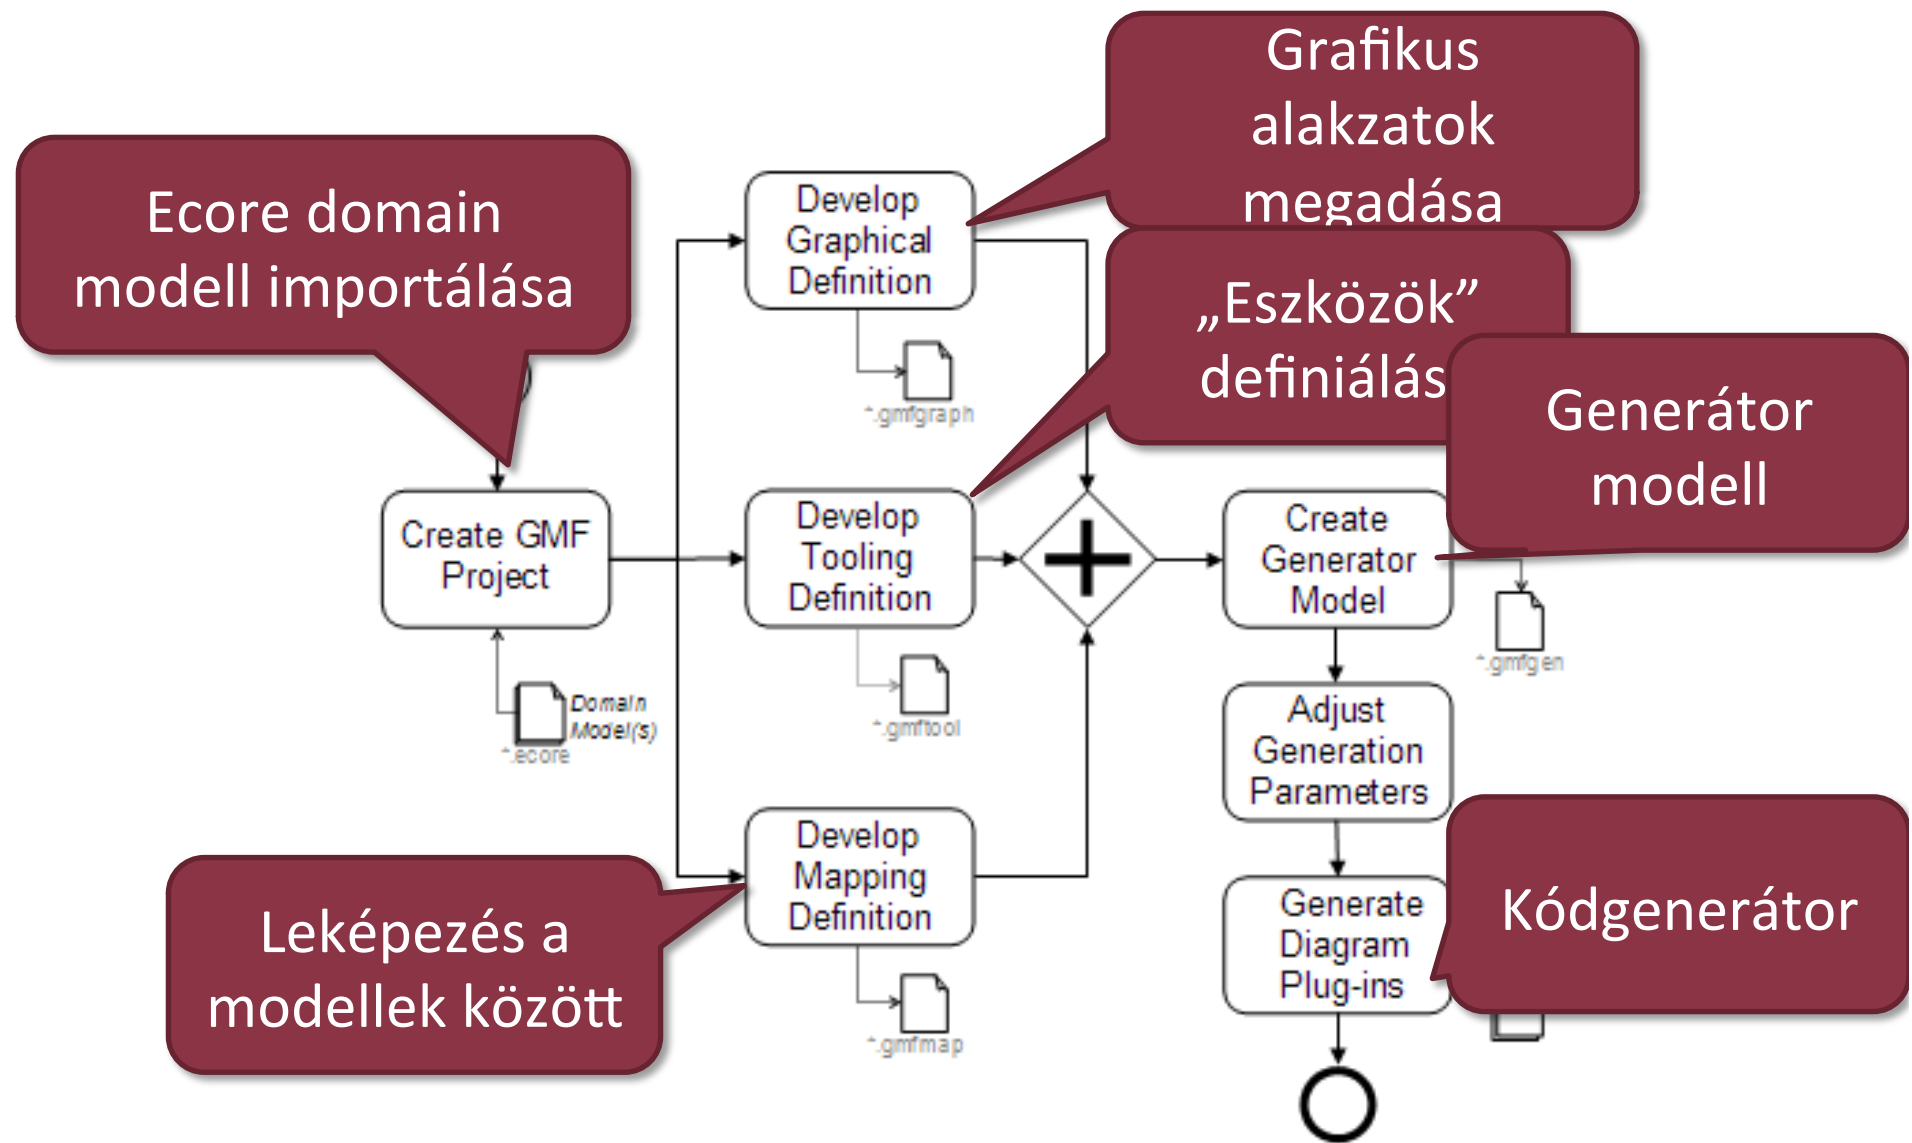 Grafikus
alakzatok
megadása
Ecore domain
modell importálása
Develop
Graphical
Definition
*.gmfgraph
„Eszközök”
definiálás
Generátor
modell
Create GMF
Project
Domain
Model(s)
*.ecore
Develop
Tooling
Definition
*.gmftool
Create
Generator
Model
*.gmfgen
Adjust
Generation
Parameters
Develop
Mapping
Definition
*.gmfmap
Leképezés a
modellek között
Generate
Diagram
Plug-ins
Kódgenerátor